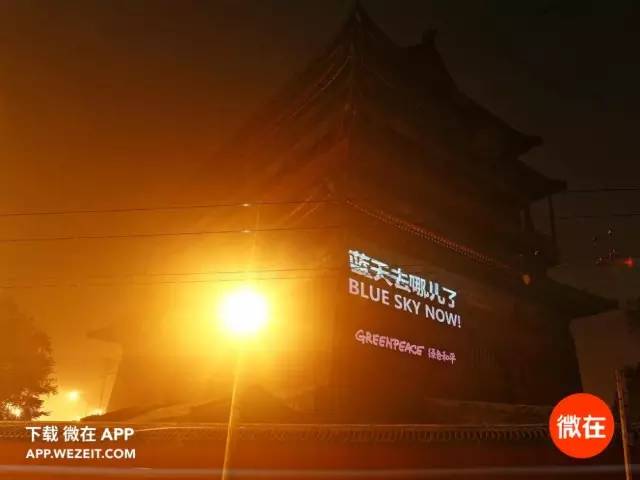 蓝天去哪儿了
BLUE SKY NOW!
GREENPEACE 绿色和平
下载 微在 APP
APP.WEZEIT.COM
微在